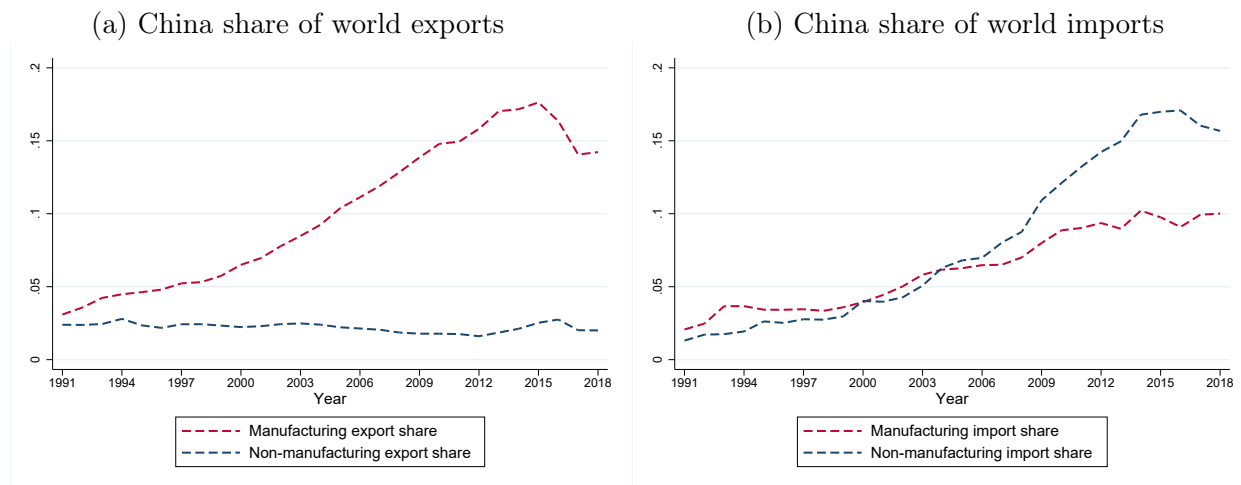 (a) China share of world exports
.2
.15
.1
.05
0
1991 1994 1997 2000 2003 2006 2009 2012 2015 2018
Year
Manufacturing export share
Non-manufacturing export share
(b) China share of world imports
.2
.15
.1
.05
0
1991 1994 1997 2000 2003 2006 2009 2012 2015 2018
Year
Manufacturing import share
Non-manufacturing import share